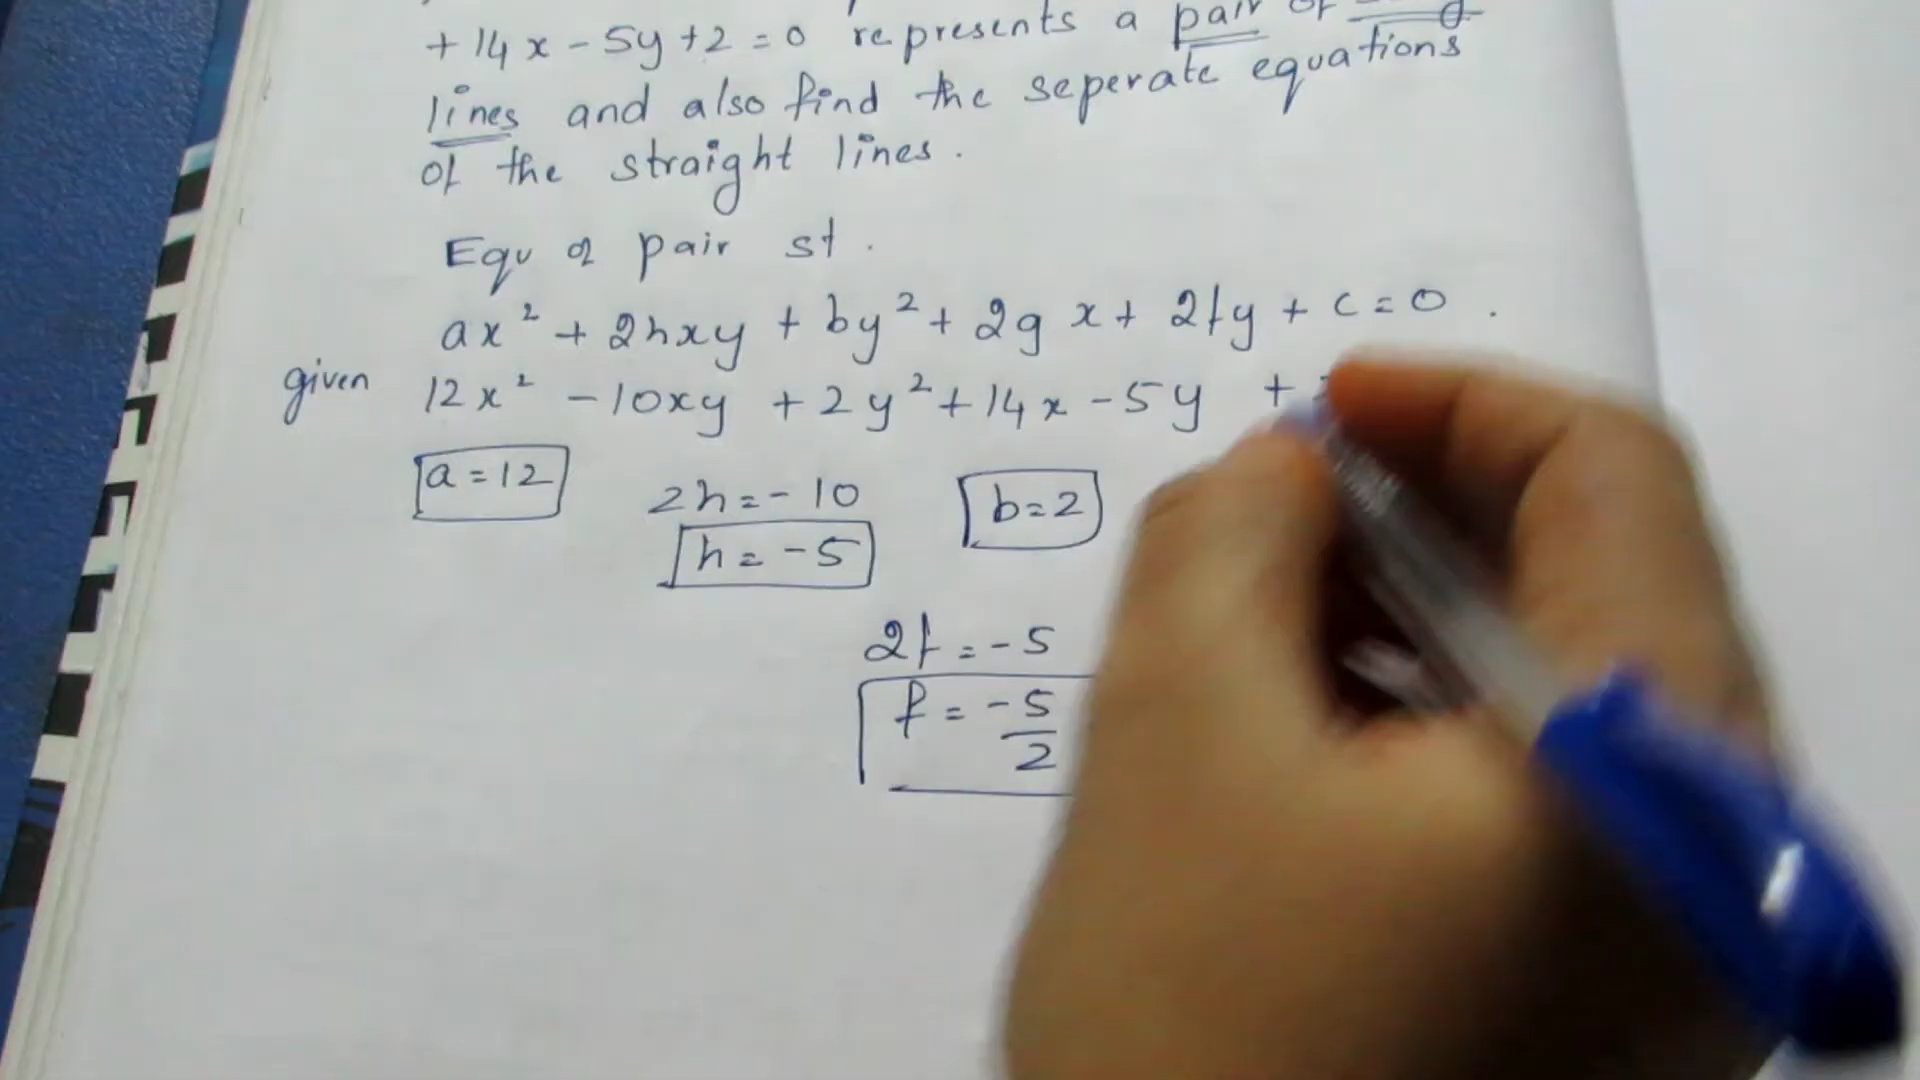 + 14x - 5y + 2 = 0 represents a pair of
lines and also find the seperate equations
of the straight lines.
Equ of pair st.
ax² + 2hxy + by² + 2gx + 2fy + c = 0.
given 12x² - 10xy + 2y² + 14x - 5y +
a = 12 2h = - 10 b = 2
h = - 5
2f = - 5
f = - 5/2